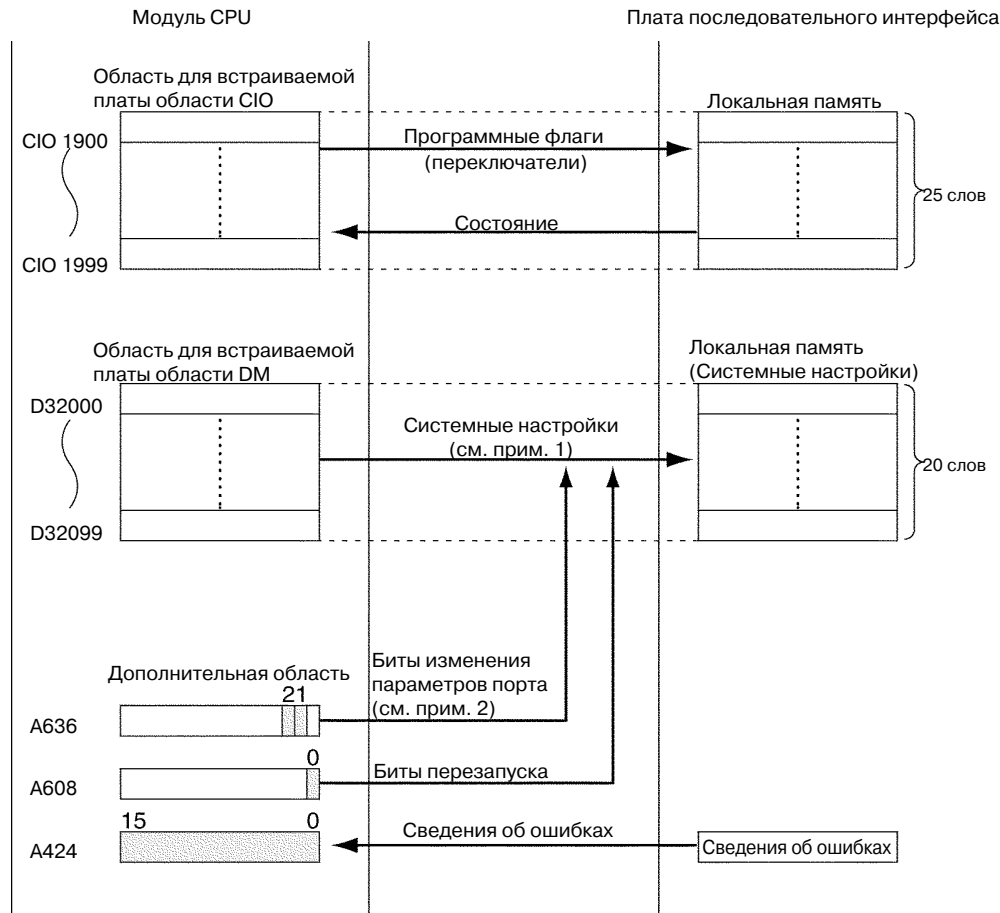 Модуль CPU
Плата последовательного интерфейса
Область для встраиваемой
платы области CIO
Локальная память
CIO 1900
Программные флаги
(переключатели)
25 слов
Состояние
CIO 1999
Область для встраиваемой
платы области DM
Локальная память
(Системные настройки)
D32000
Системные настройки
(см. прим. 1)
20 слов
D32099
Дополнительная область
Биты изменения
параметров порта
(см. прим. 2)
21
A636
0
Биты перезапуска
A608
15 0
Сведения об ошибках
A424
Сведения об ошибках